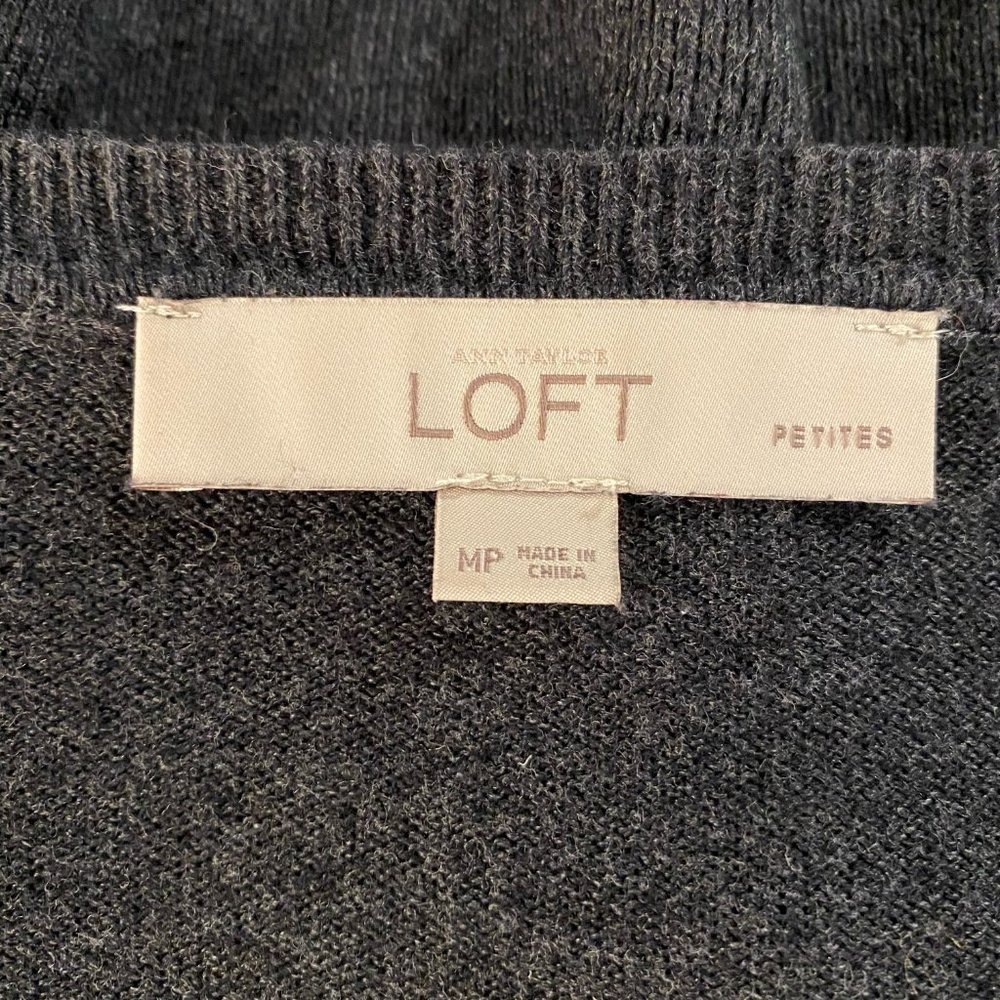 ANN TAYLOR
LOFT
PETITES
MP MADE IN
CHINA